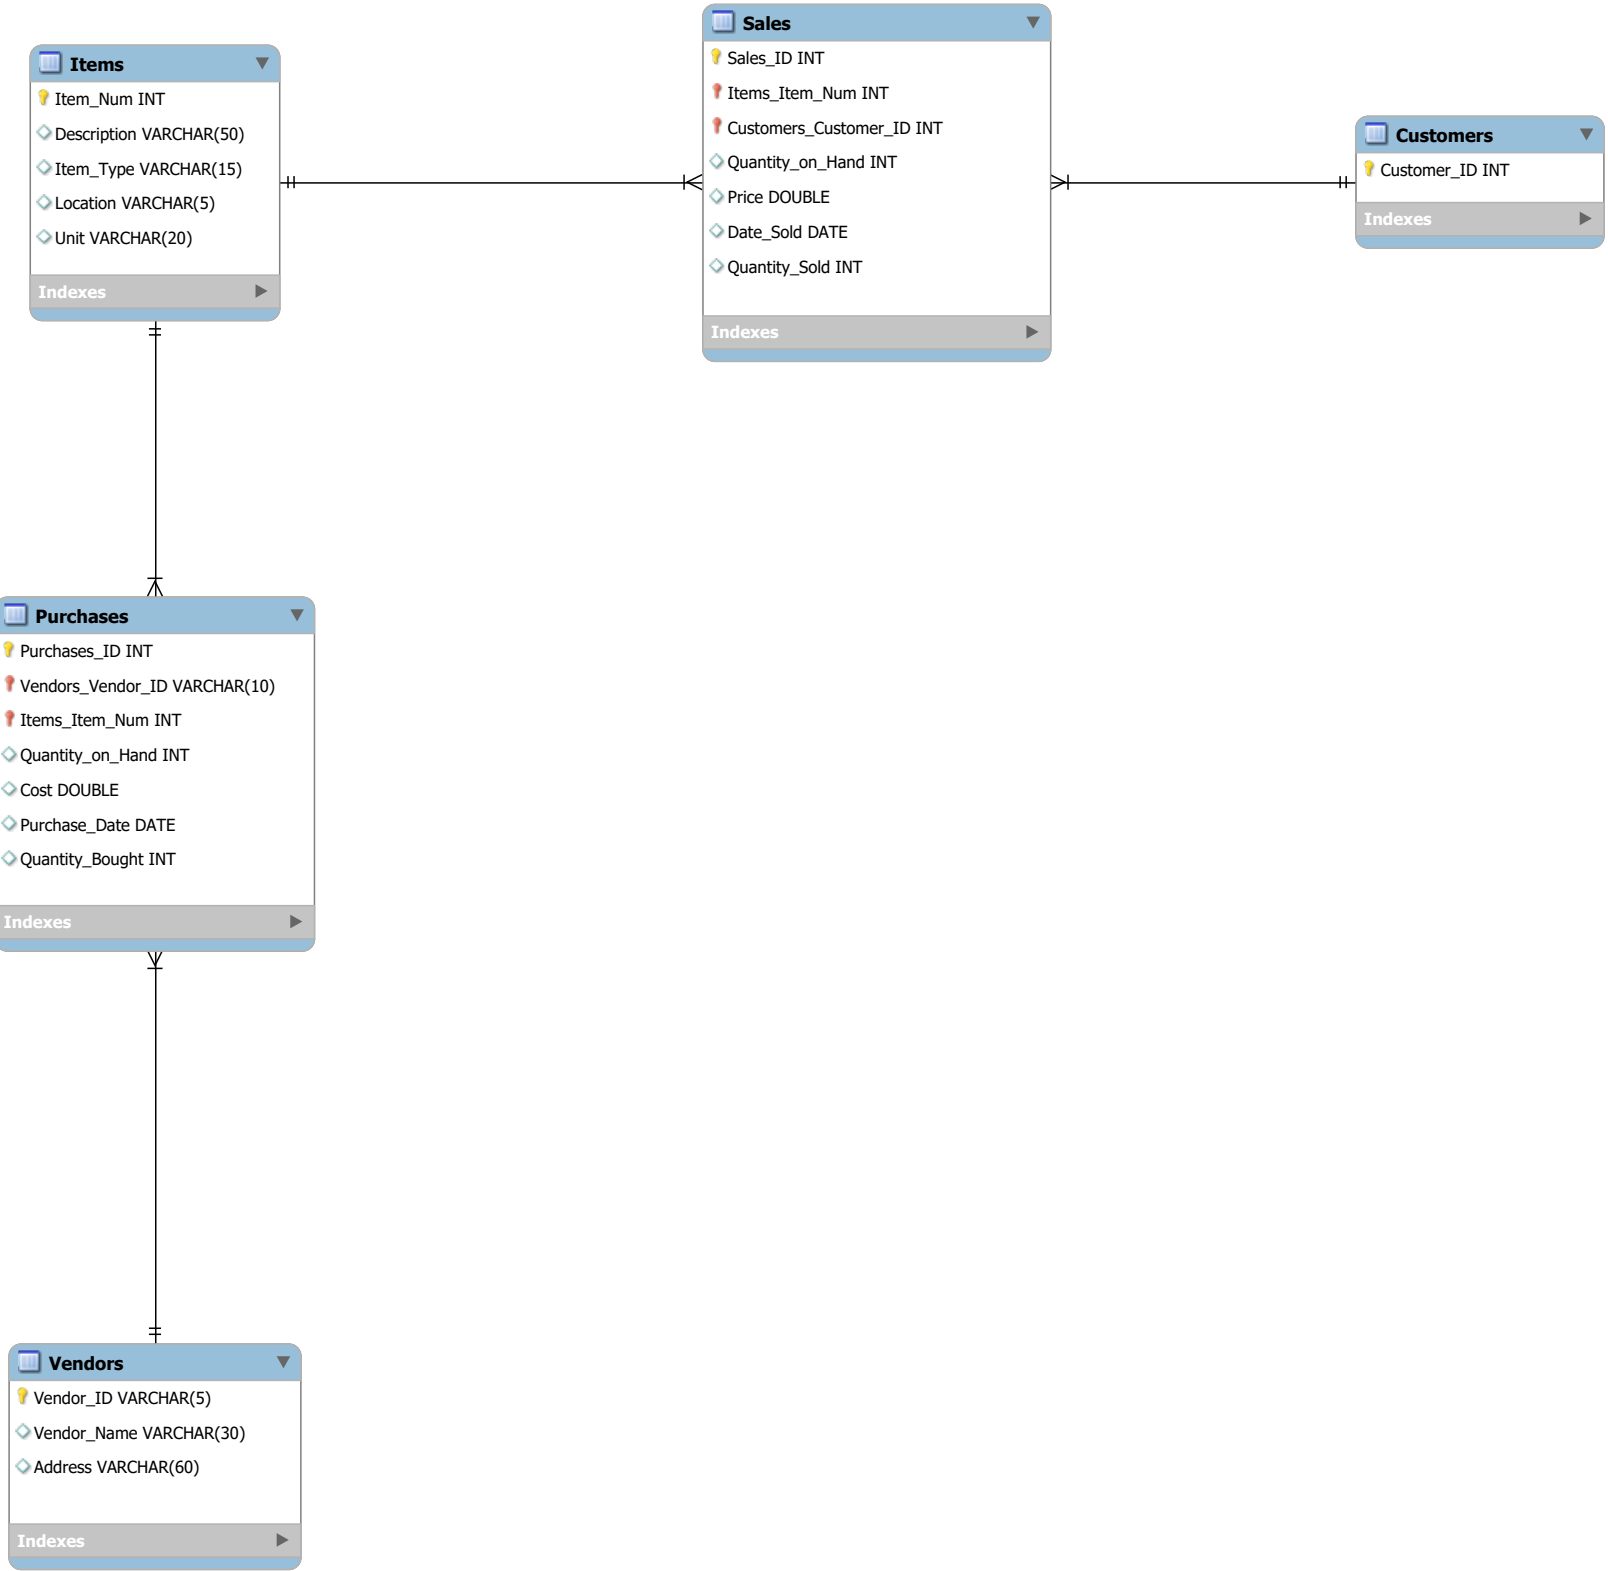 Items
Item_Num INT
Description VARCHAR(50)
Item_Type VARCHAR(15)
Location VARCHAR(5)
Unit VARCHAR(20)
Indexes
Sales
Sales_ID INT
Items_Item_Num INT
Customers_Customer_ID INT
Quantity_on_Hand INT
Price DOUBLE
Date_Sold DATE
Quantity_Sold INT
Indexes
Customers
Customer_ID INT
Indexes
Purchases
Purchases_ID INT
Vendors_Vendor_ID VARCHAR(10)
Items_Item_Num INT
Quantity_on_Hand INT
Cost DOUBLE
Purchase_Date DATE
Quantity_Bought INT
Indexes
Vendors
Vendor_ID VARCHAR(5)
Vendor_Name VARCHAR(30)
Address VARCHAR(60)
Indexes